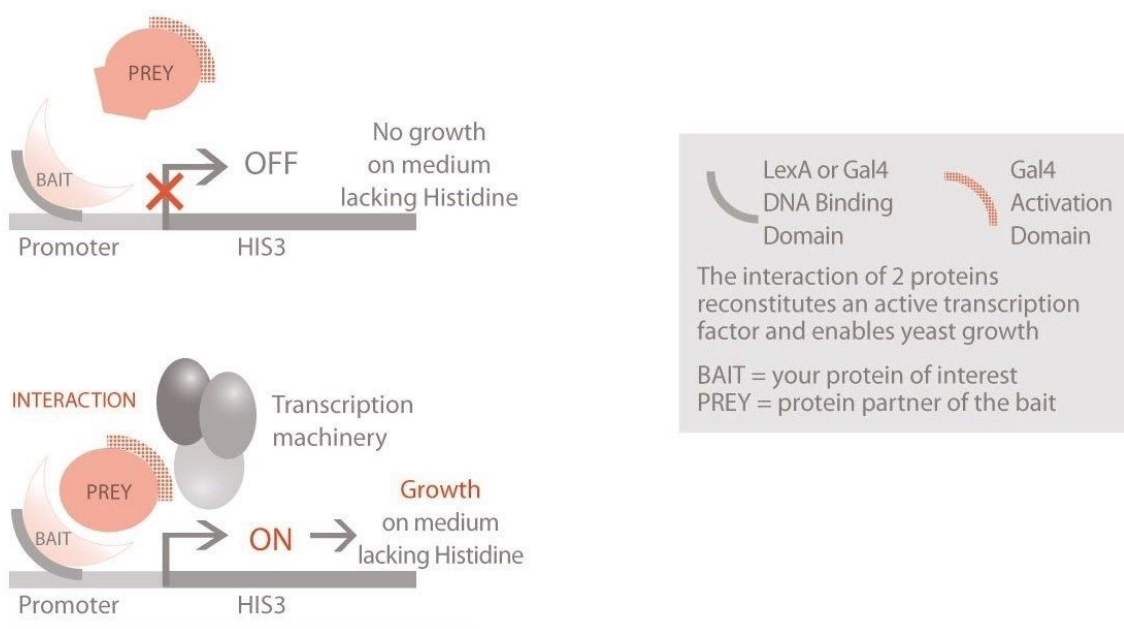 PREY
BAIT
OFF
No growth
on medium
lacking Histidine
Promoter
HIS3
LexA or Gal4
DNA Binding
Domain
Gal4
Activation
Domain
The interaction of 2 proteins
reconstitutes an active transcription
factor and enables yeast growth
BAIT = your protein of interest
PREY = protein partner of the bait
INTERACTION
Transcription
machinery
PREY
BAIT
ON
Growth
on medium
lacking Histidine
Promoter
HIS3